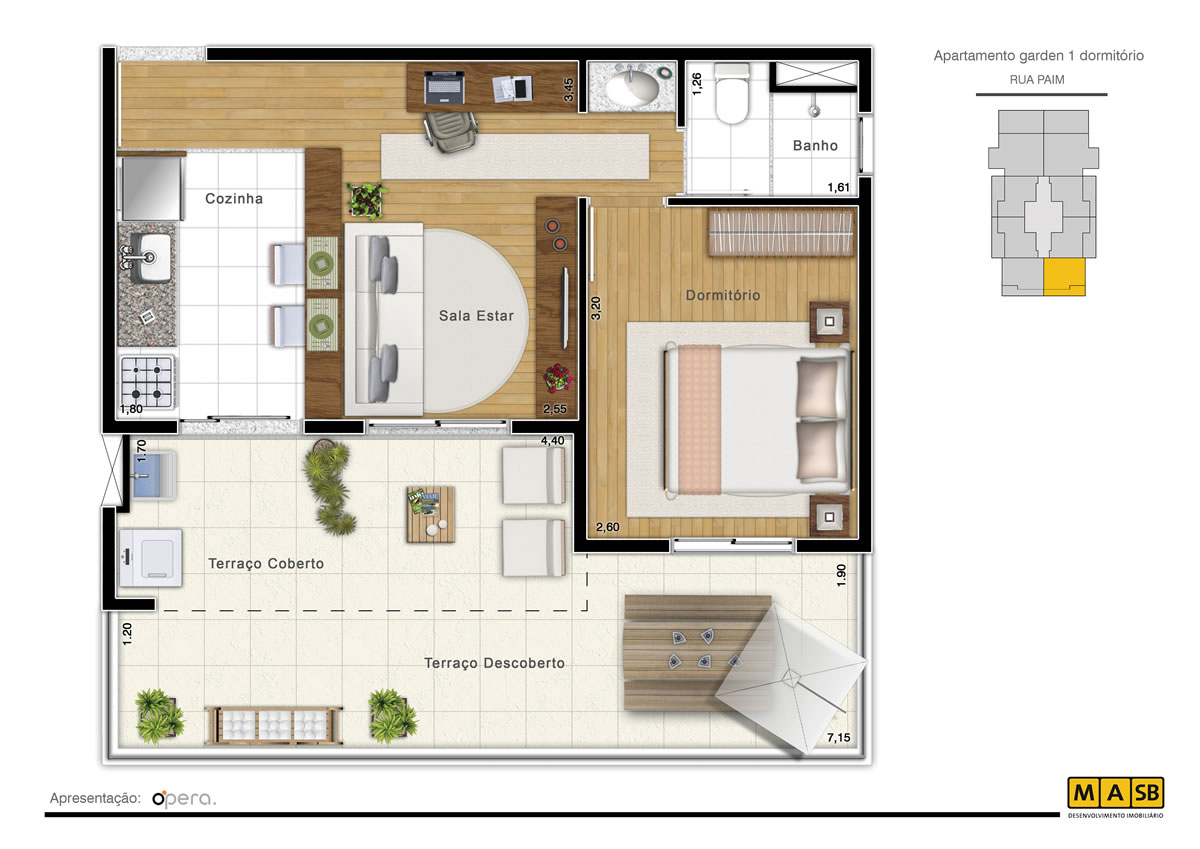 Apartamento garden 1 dormitório
RUA PAIM
3,45
1,26
Banho
1,61
Cozinha
Sala Estar
Dormitório
3,20
1,80
2,55
4,40
1.70
2,60
Terraço Coberto
1.90
1.20
Terraço Descoberto
7,15
Apresentação: Opera.
MASB
DESENVOLVIMENTO IMOBILIÁRIO